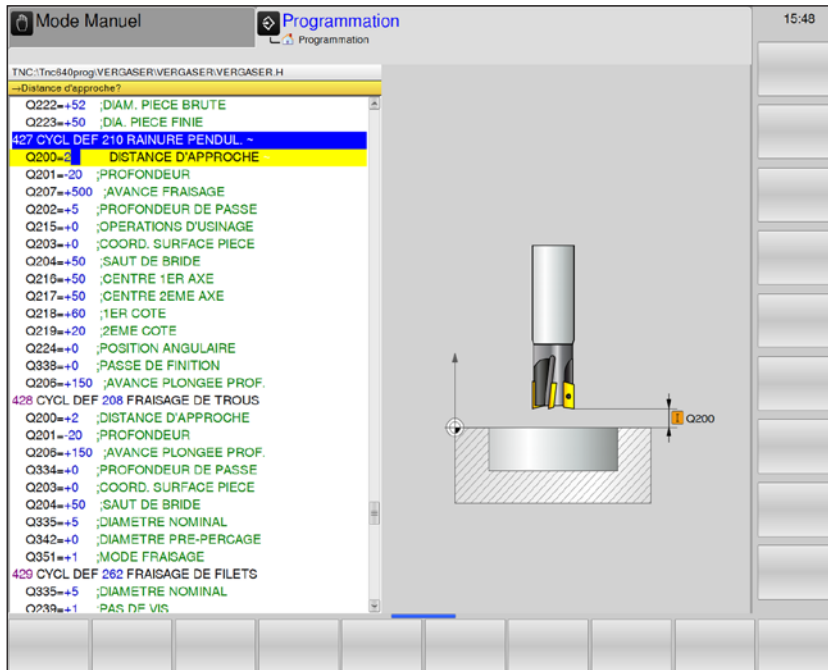 Mode Manuel
Programmation
Programmation
15:48
TNC:\Tnc640prog\VERGASER\VERGASER\VERGASER.H
→Distance d'approche?
Q222=+52 ;DIAM. PIECE BRUTE
Q223=+50 ;DIA. PIECE FINIE
427 CYCL DEF 210 RAINURE PENDUL. ~
Q200=2 DISTANCE D'APPROCHE ~
Q201=-20 ;PROFONDEUR
Q207=+500 ;AVANCE FRAISAGE
Q202=+5 ;PROFONDEUR DE PASSE
Q215=+0 ;OPERATIONS D'USINAGE
Q203=+0 ;COORD. SURFACE PIECE
Q204=+50 ;SAUT DE BRIDE
Q216=+50 ;CENTRE 1ER AXE
Q217=+50 ;CENTRE 2EME AXE
Q218=+60 ;1ER COTE
Q219=+20 ;2EME COTE
Q224=+0 ;POSITION ANGULAIRE
Q338=+0 ;PASSE DE FINITION
Q206=+150 ;AVANCE PLONGEE PROF.
428 CYCL DEF 208 FRAISAGE DE TROUS
Q200=+2 ;DISTANCE D'APPROCHE
Q201=-20 ;PROFONDEUR
Q206=+150 ;AVANCE PLONGEE PROF.
Q334=+0 ;PROFONDEUR DE PASSE
Q203=+0 ;COORD. SURFACE PIECE
Q204=+50 ;SAUT DE BRIDE
Q335=+5 ;DIAMETRE NOMINAL
Q342=+0 ;DIAMETRE PRE-PERCAGE
Q351=+1 ;MODE FRAISAGE
429 CYCL DEF 262 FRAISAGE DE FILETS
Q335=+5 ;DIAMETRE NOMINAL
Q239=+1 ;PAS DE VIS
I Q200